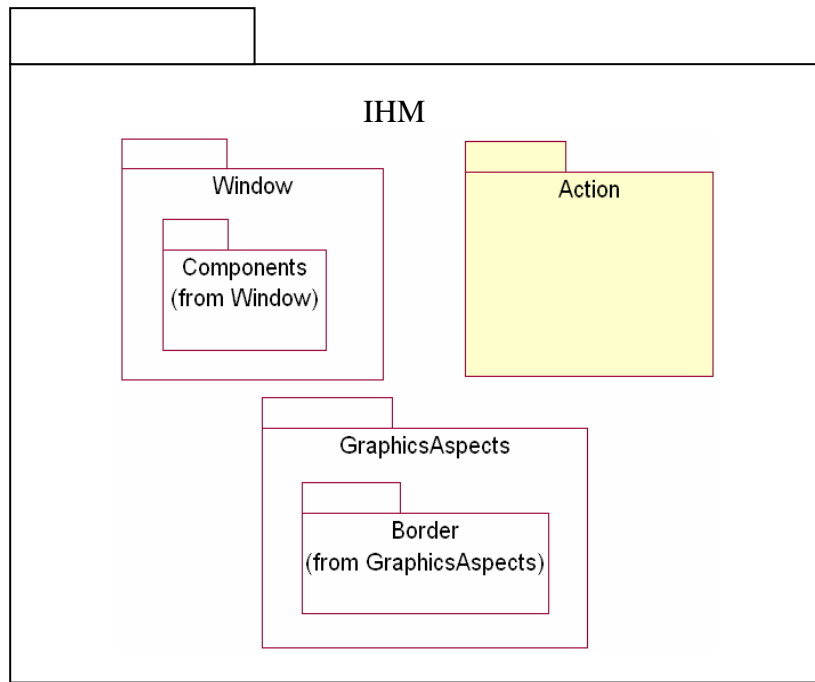 IHM
Window
Components
(from Window)
Action
GraphicsAspects
Border
(from GraphicsAspects)